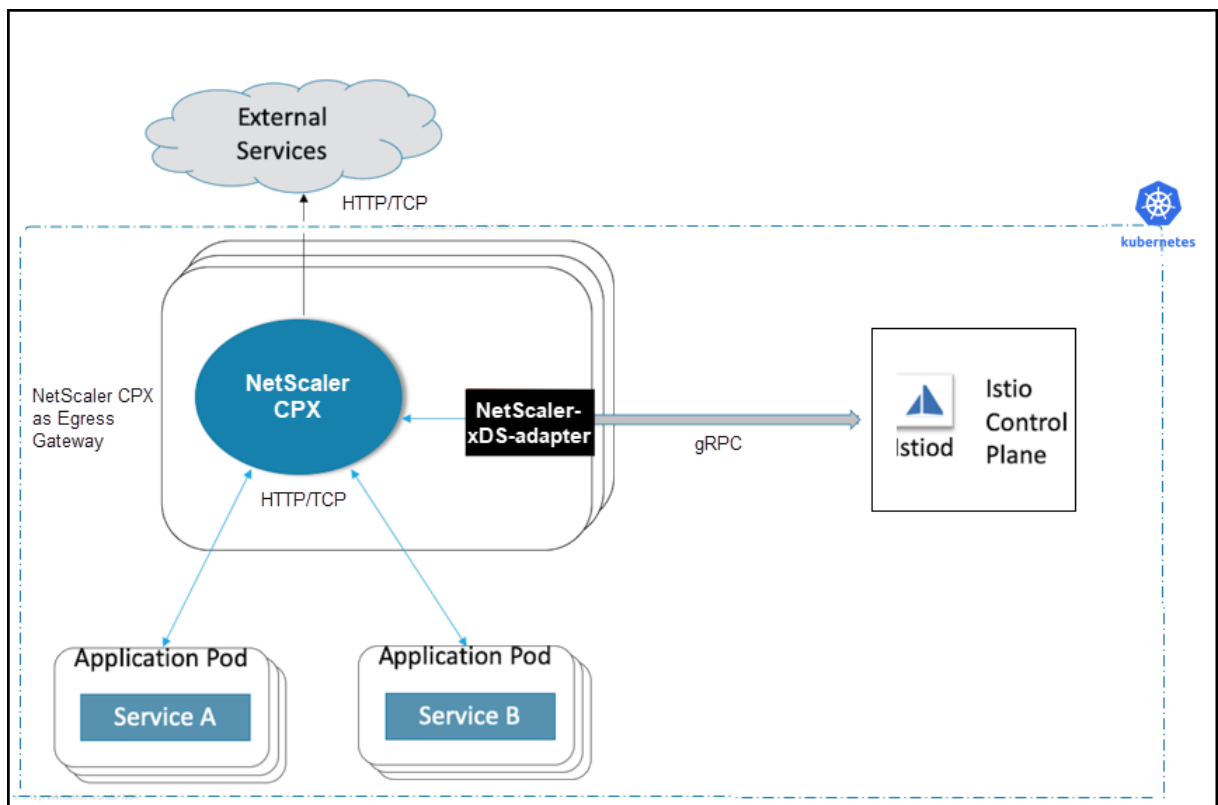 External
Services
HTTP/TCP
kubernetes
NetScaler CPX
as Egress
Gateway
NetScaler
CPX
NetScaler-
xDS-adapter
gRPC
Istiod
Istio
Control
Plane
HTTP/TCP
Application Pod
Service A
Application Pod
Service B